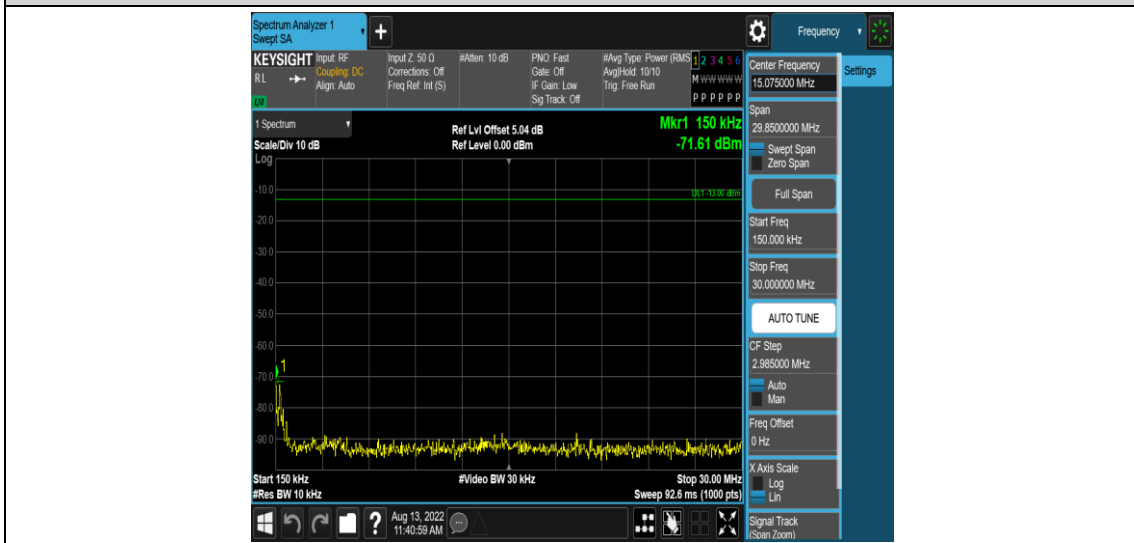 Spectrum Analyzer 1
Swept SA
+
Frequency
KEYSIGHT
RL
LXI
Input: RF
Coupling: DC
Align: Auto
Input Z: 50 Ω
Corrections: Off
Freq Ref: Int (S)
#Atten: 10 dB
PNO: Fast
Gate: Off
IF Gain: Low
Sig Track: Off
#Avg Type: Power (RMS
Avg|Hold: 10/10
Trig: Free Run
1 2 3 4 5 6
M W W W W W
P P P P P P
Center Frequency
15.075000 MHz
Settings
Span
29.8500000 MHz
Swept Span
Zero Span
Full Span
Start Freq
150.000 kHz
Stop Freq
30.000000 MHz
AUTO TUNE
CF Step
2.985000 MHz
Auto
Man
Freq Offset
0 Hz
X Axis Scale
Log
Lin
Signal Track
(Span Zoom)
1 Spectrum
Scale/Div 10 dB
Log
Ref Lvl Offset 5.04 dB
Ref Level 0.00 dBm
Mkr1 150 kHz
-71.61 dBm
DL1 -13.00 dBm
-10.0
-20.0
-30.0
-40.0
-50.0
-60.0
1
-70.0
-80.0
-90.0
Start 150 kHz
#Video BW 30 kHz
Stop 30.00 MHz
#Res BW 10 kHz
Sweep 92.6 ms (1000 pts)
?
Aug 13, 2022
11:40:59 AM